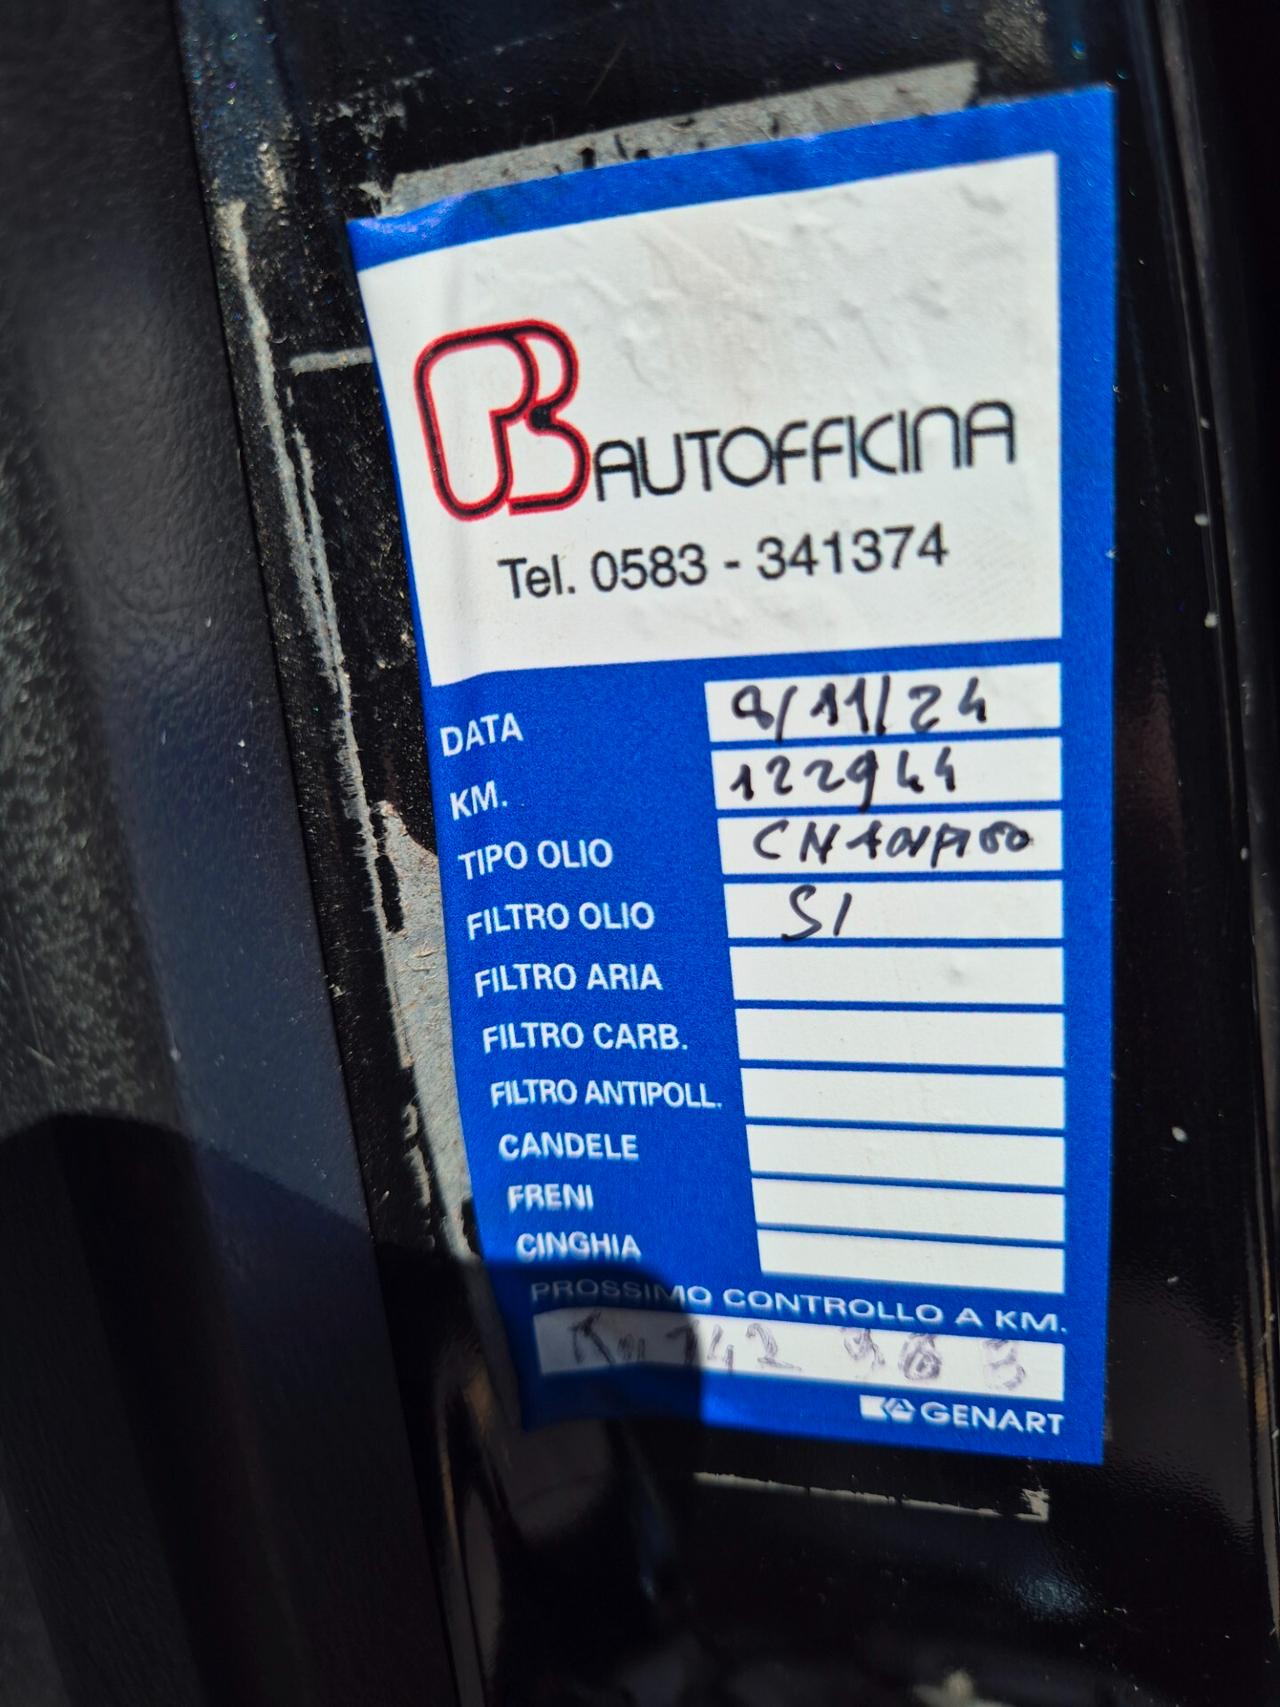 B AUTOFFICINA
Tel. 0583 - 341374
DATA 8/11/24
KM. 122944
TIPO OLIO
FILTRO OLIO SI
FILTRO ARIA
FILTRO CARB.
FILTRO ANTIPOLL.
CANDELE
FRENI
CINGHIA
PROSSIMO CONTROLLO A KM.
GENART